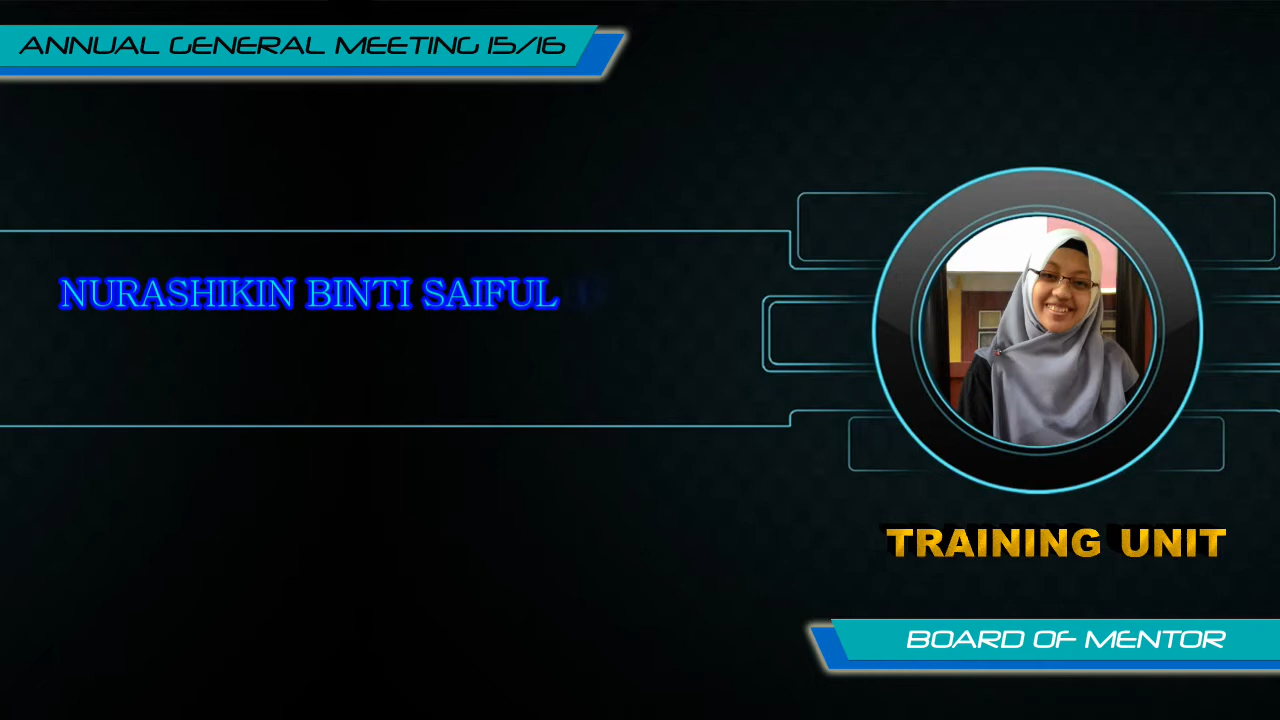 ANNUAL GENERAL MEETING 15/16
NURASHIKIN BINTI SAIFUL
TRAINING UNIT
BOARD OF MENTOR